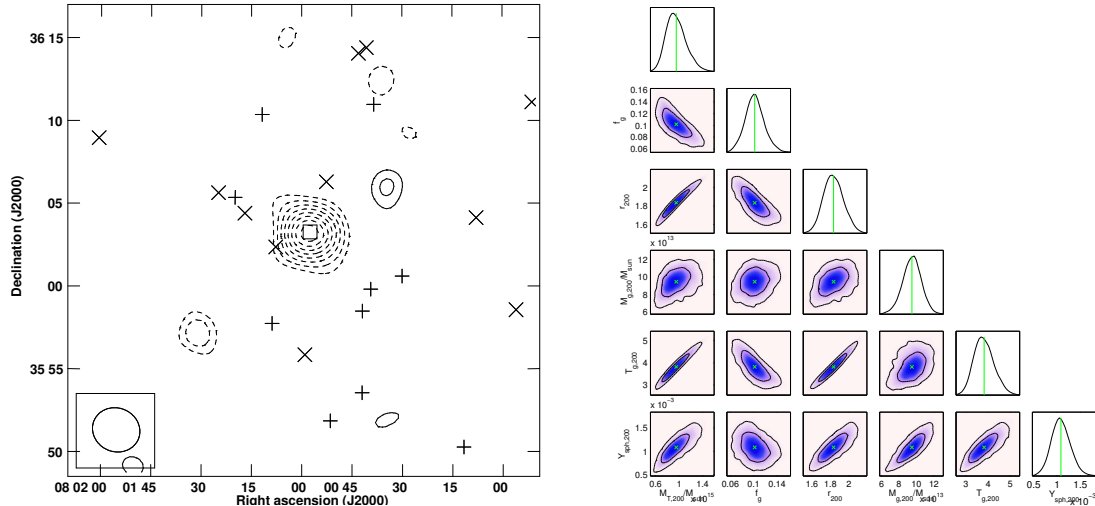 36 15
10
05
00
35 55
50
Declination (J2000)
08 02 00 01 45 30 15 00 00 45 30 15 00
Right ascension (J2000)
0.16
0.14
0.12
0.1
0.08
0.06
f_g
2
1.8
1.6
r_200
x 10^13
12
10
8
6
M_g,200/M_sun
5
4
3
T_g,200
x 10^-3
1.5
1
0.5
Y_sph,200
0.6 1 1.4
M_T,200/M_sun x 10^15
0.06 0.1 0.14
f_g
1.6 1.8 2
r_200
6 8 10 12
M_g,200/M_sun x 10^13
3 4 5
T_g,200
0.5 1 1.5
Y_sph,200 x 10^-3